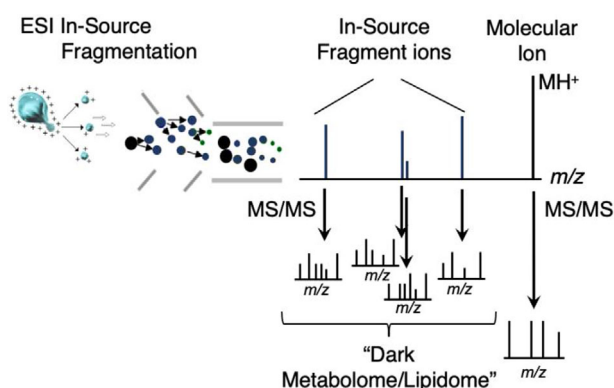 ESI In-Source
Fragmentation
In-Source
Fragment ions
Molecular
Ion
MH⁺
m/z
MS/MS
MS/MS
m/z
m/z
m/z
m/z
m/z
“Dark
Metabolome/Lipidome”